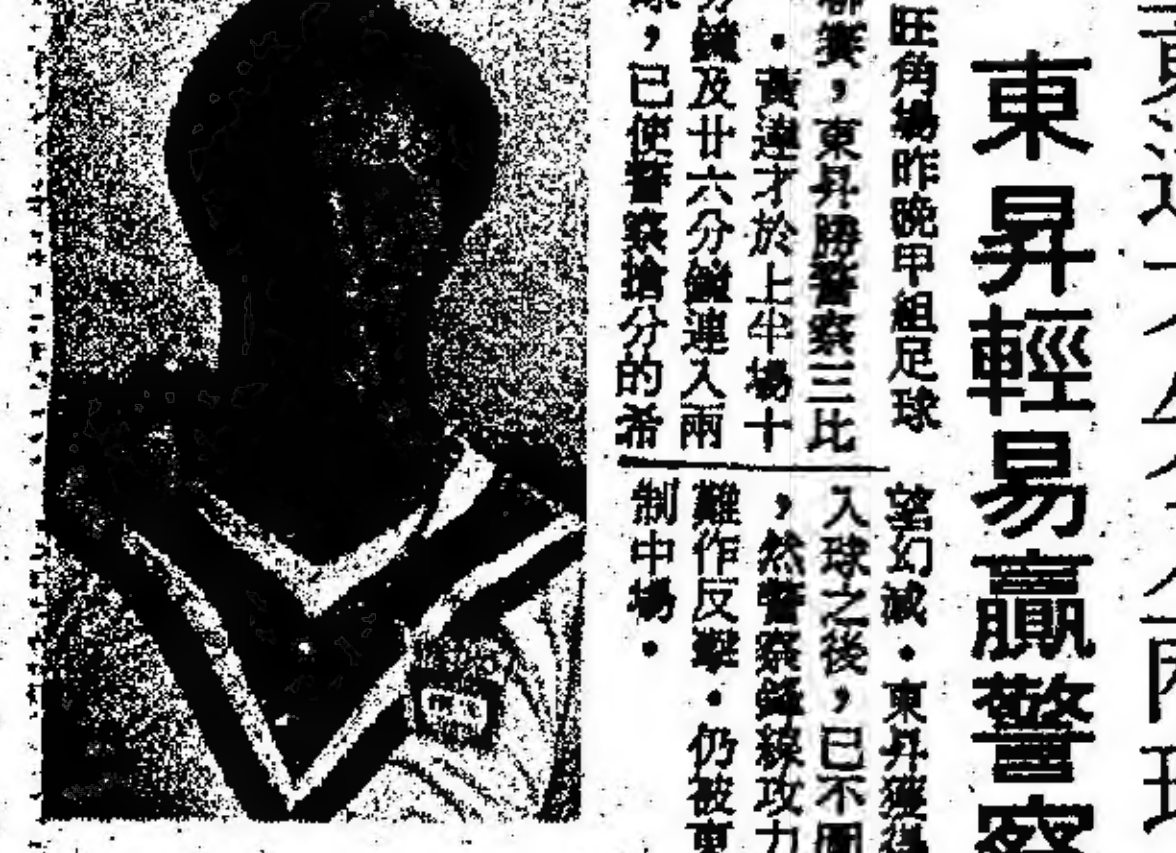 東昇輕易贏警察
旺角場昨晚甲組足球
賽,東昇勝警察三比
・黃達才於上半場十
分鐘及廿六分鐘連入兩
球,已使警察搶分的希
望幻滅・東昇獲得
入球之後,已不圖
,然警察鋒線攻力
難作反擊・仍被東
制中場・